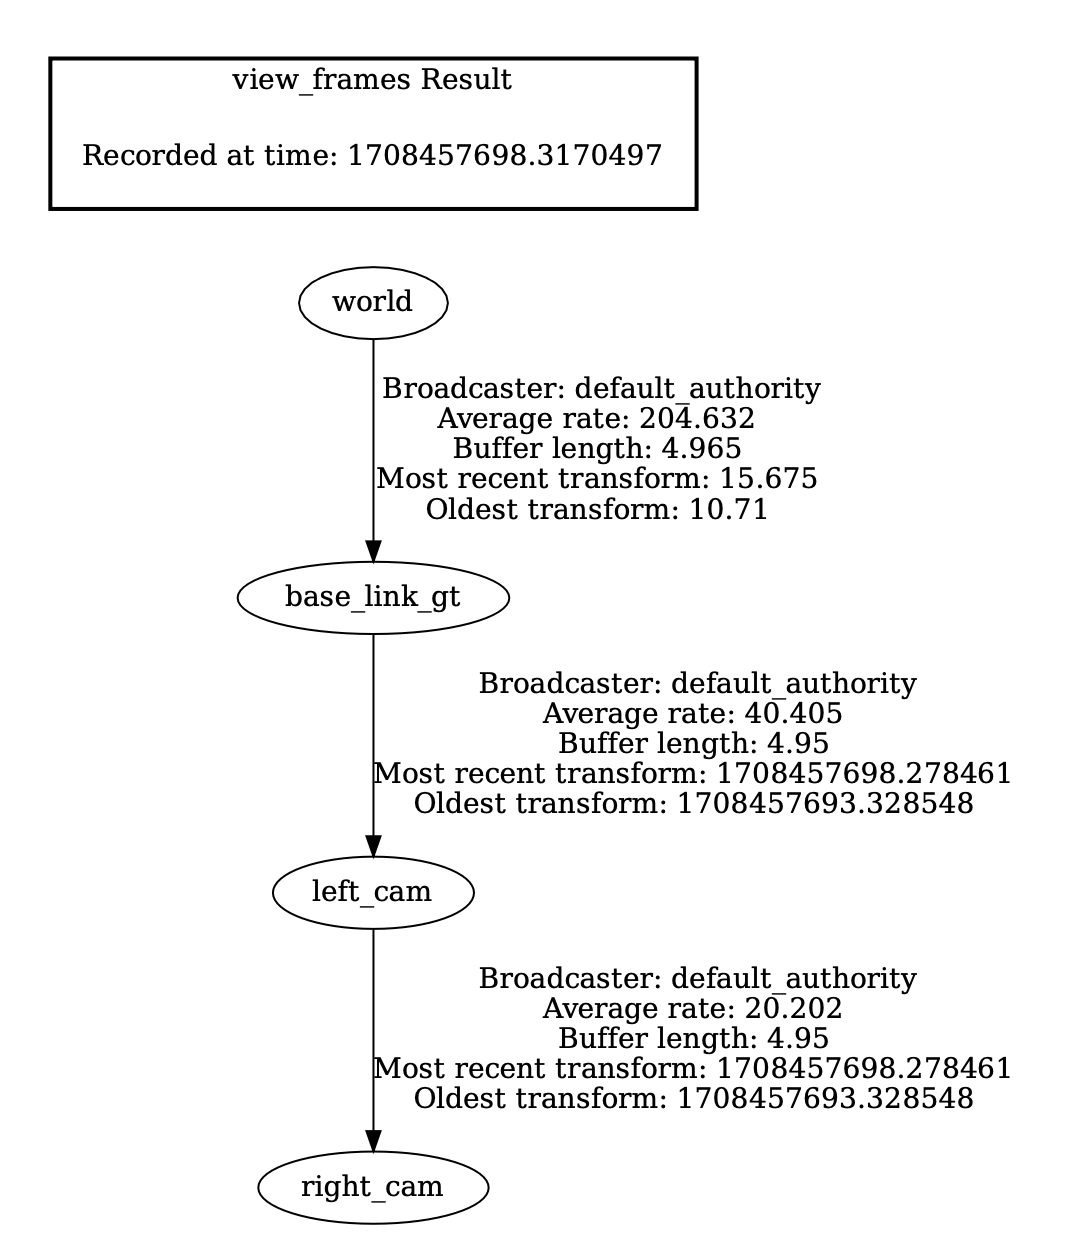 view_frames Result
Recorded at time: 1708457698.3170497
world
Broadcaster: default_authority
Average rate: 204.632
Buffer length: 4.965
Most recent transform: 15.675
Oldest transform: 10.71
base_link_gt
Broadcaster: default_authority
Average rate: 40.405
Buffer length: 4.95
Most recent transform: 1708457698.278461
Oldest transform: 1708457693.328548
left_cam
Broadcaster: default_authority
Average rate: 20.202
Buffer length: 4.95
Most recent transform: 1708457698.278461
Oldest transform: 1708457693.328548
right_cam